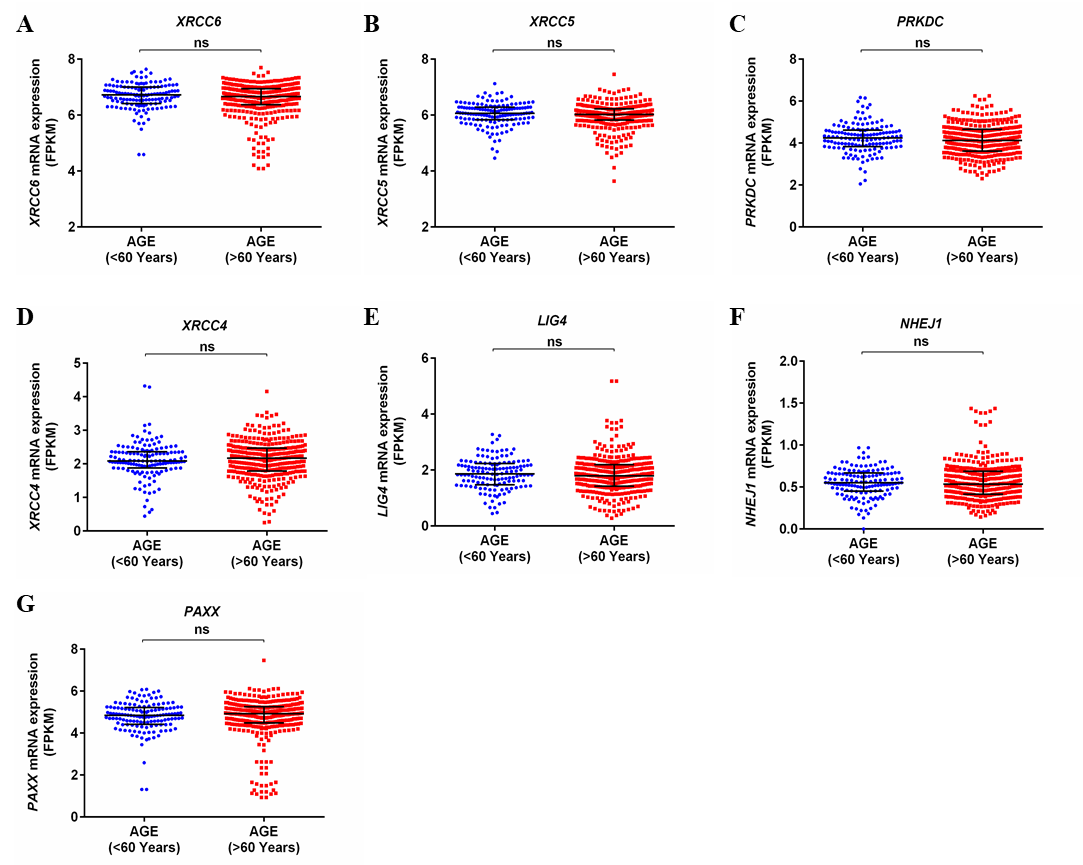 A
XRCC6
ns
XRCC6 mRNA expression
(FPKM)
8
6
4
2
AGE
(<60 Years)
AGE
(>60 Years)
B
XRCC5
ns
XRCC5 mRNA expression
(FPKM)
8
6
4
2
AGE
(<60 Years)
AGE
(>60 Years)
C
PRKDC
ns
PRKDC mRNA expression
(FPKM)
8
6
4
2
0
AGE
(<60 Years)
AGE
(>60 Years)
D
XRCC4
ns
XRCC4 mRNA expression
(FPKM)
5
4
3
2
1
0
AGE
(<60 Years)
AGE
(>60 Years)
E
LIG4
ns
LIG4 mRNA expression
(FPKM)
6
4
2
0
AGE
(<60 Years)
AGE
(>60 Years)
F
NHEJ1
ns
NHEJ1 mRNA expression
(FPKM)
2.0
1.5
1.0
0.5
0.0
AGE
(<60 Years)
AGE
(>60 Years)
G
PAXX
ns
PAXX mRNA expression
(FPKM)
8
6
4
2
0
AGE
(<60 Years)
AGE
(>60 Years)